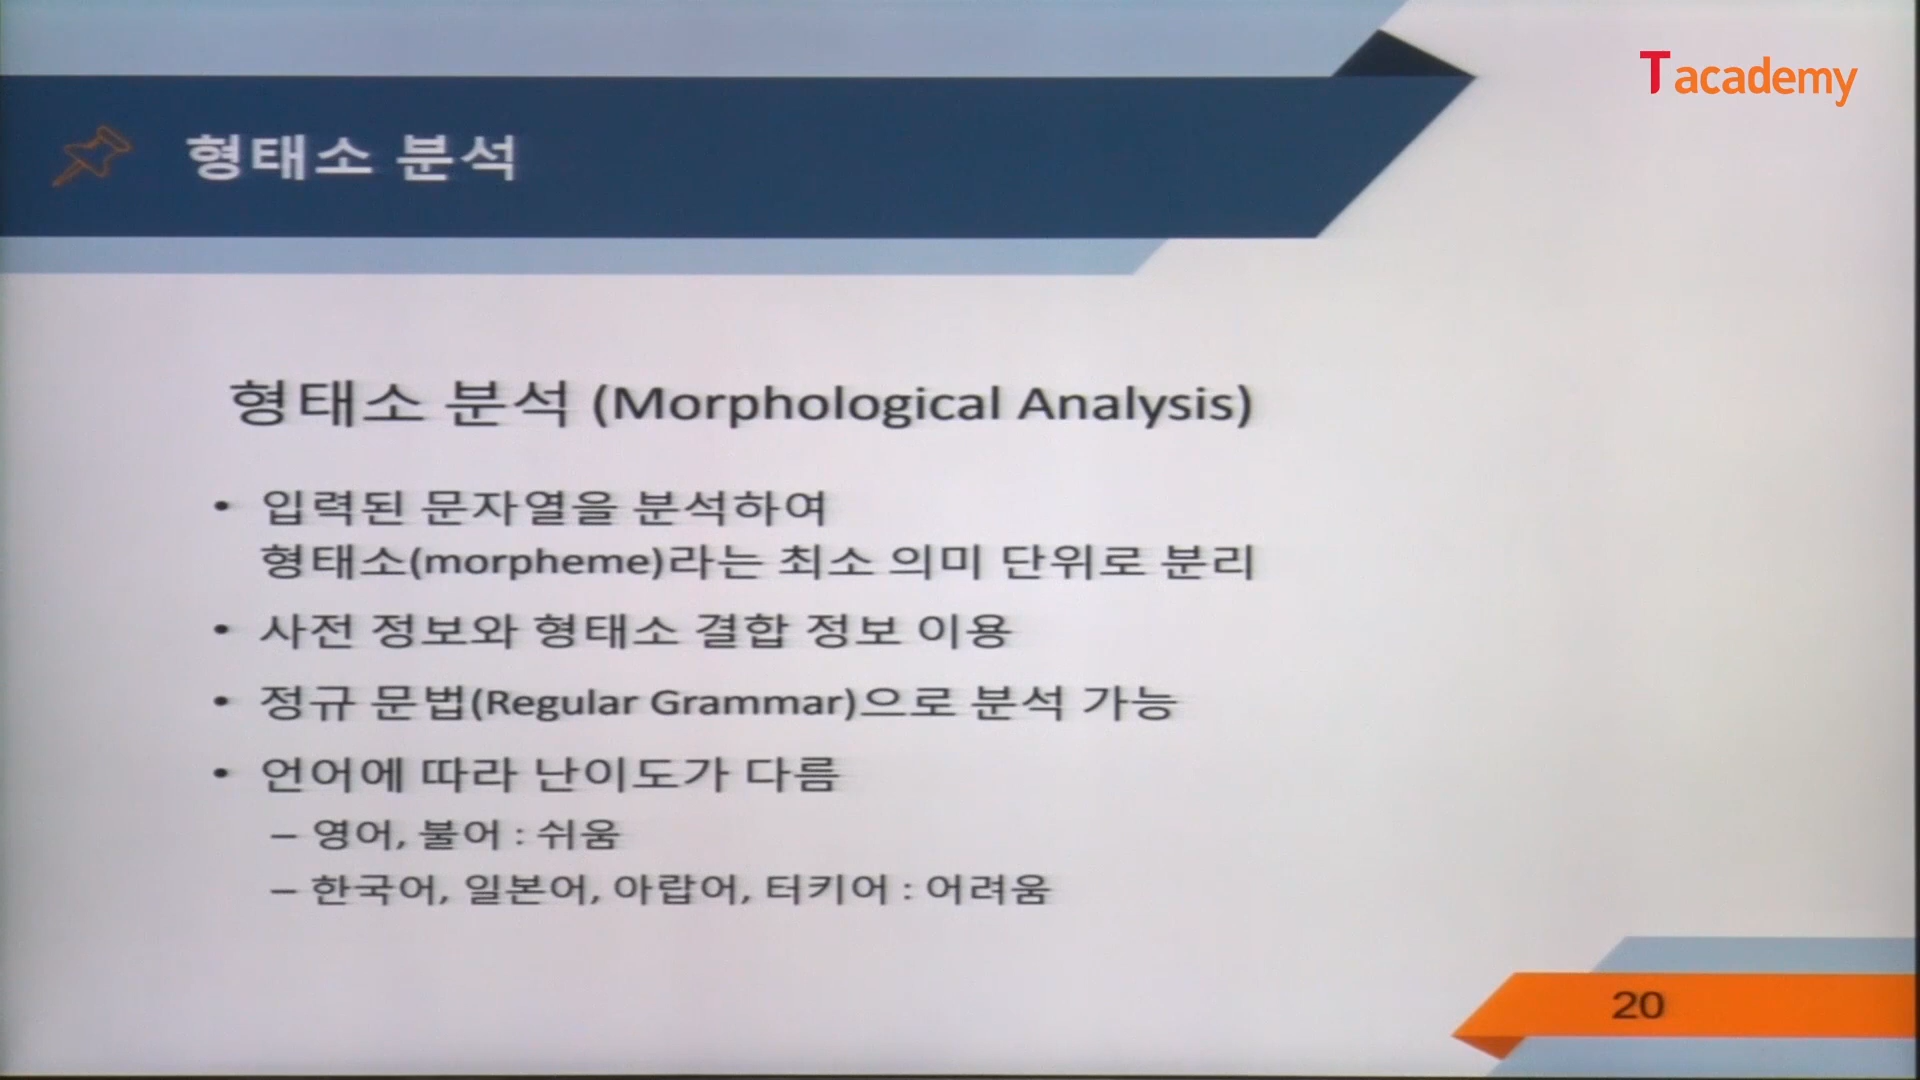 T academy
형태소 분석
형태소 분석 (Morphological Analysis)
• 입력된 문자열을 분석하여
형태소(morpheme)라는 최소 의미 단위로 분리
• 사전 정보와 형태소 결합 정보 이용
• 정규 문법(Regular Grammar)으로 분석 가능
• 언어에 따라 난이도가 다름
– 영어, 불어 : 쉬움
– 한국어, 일본어, 아랍어, 터키어 : 어려움
20